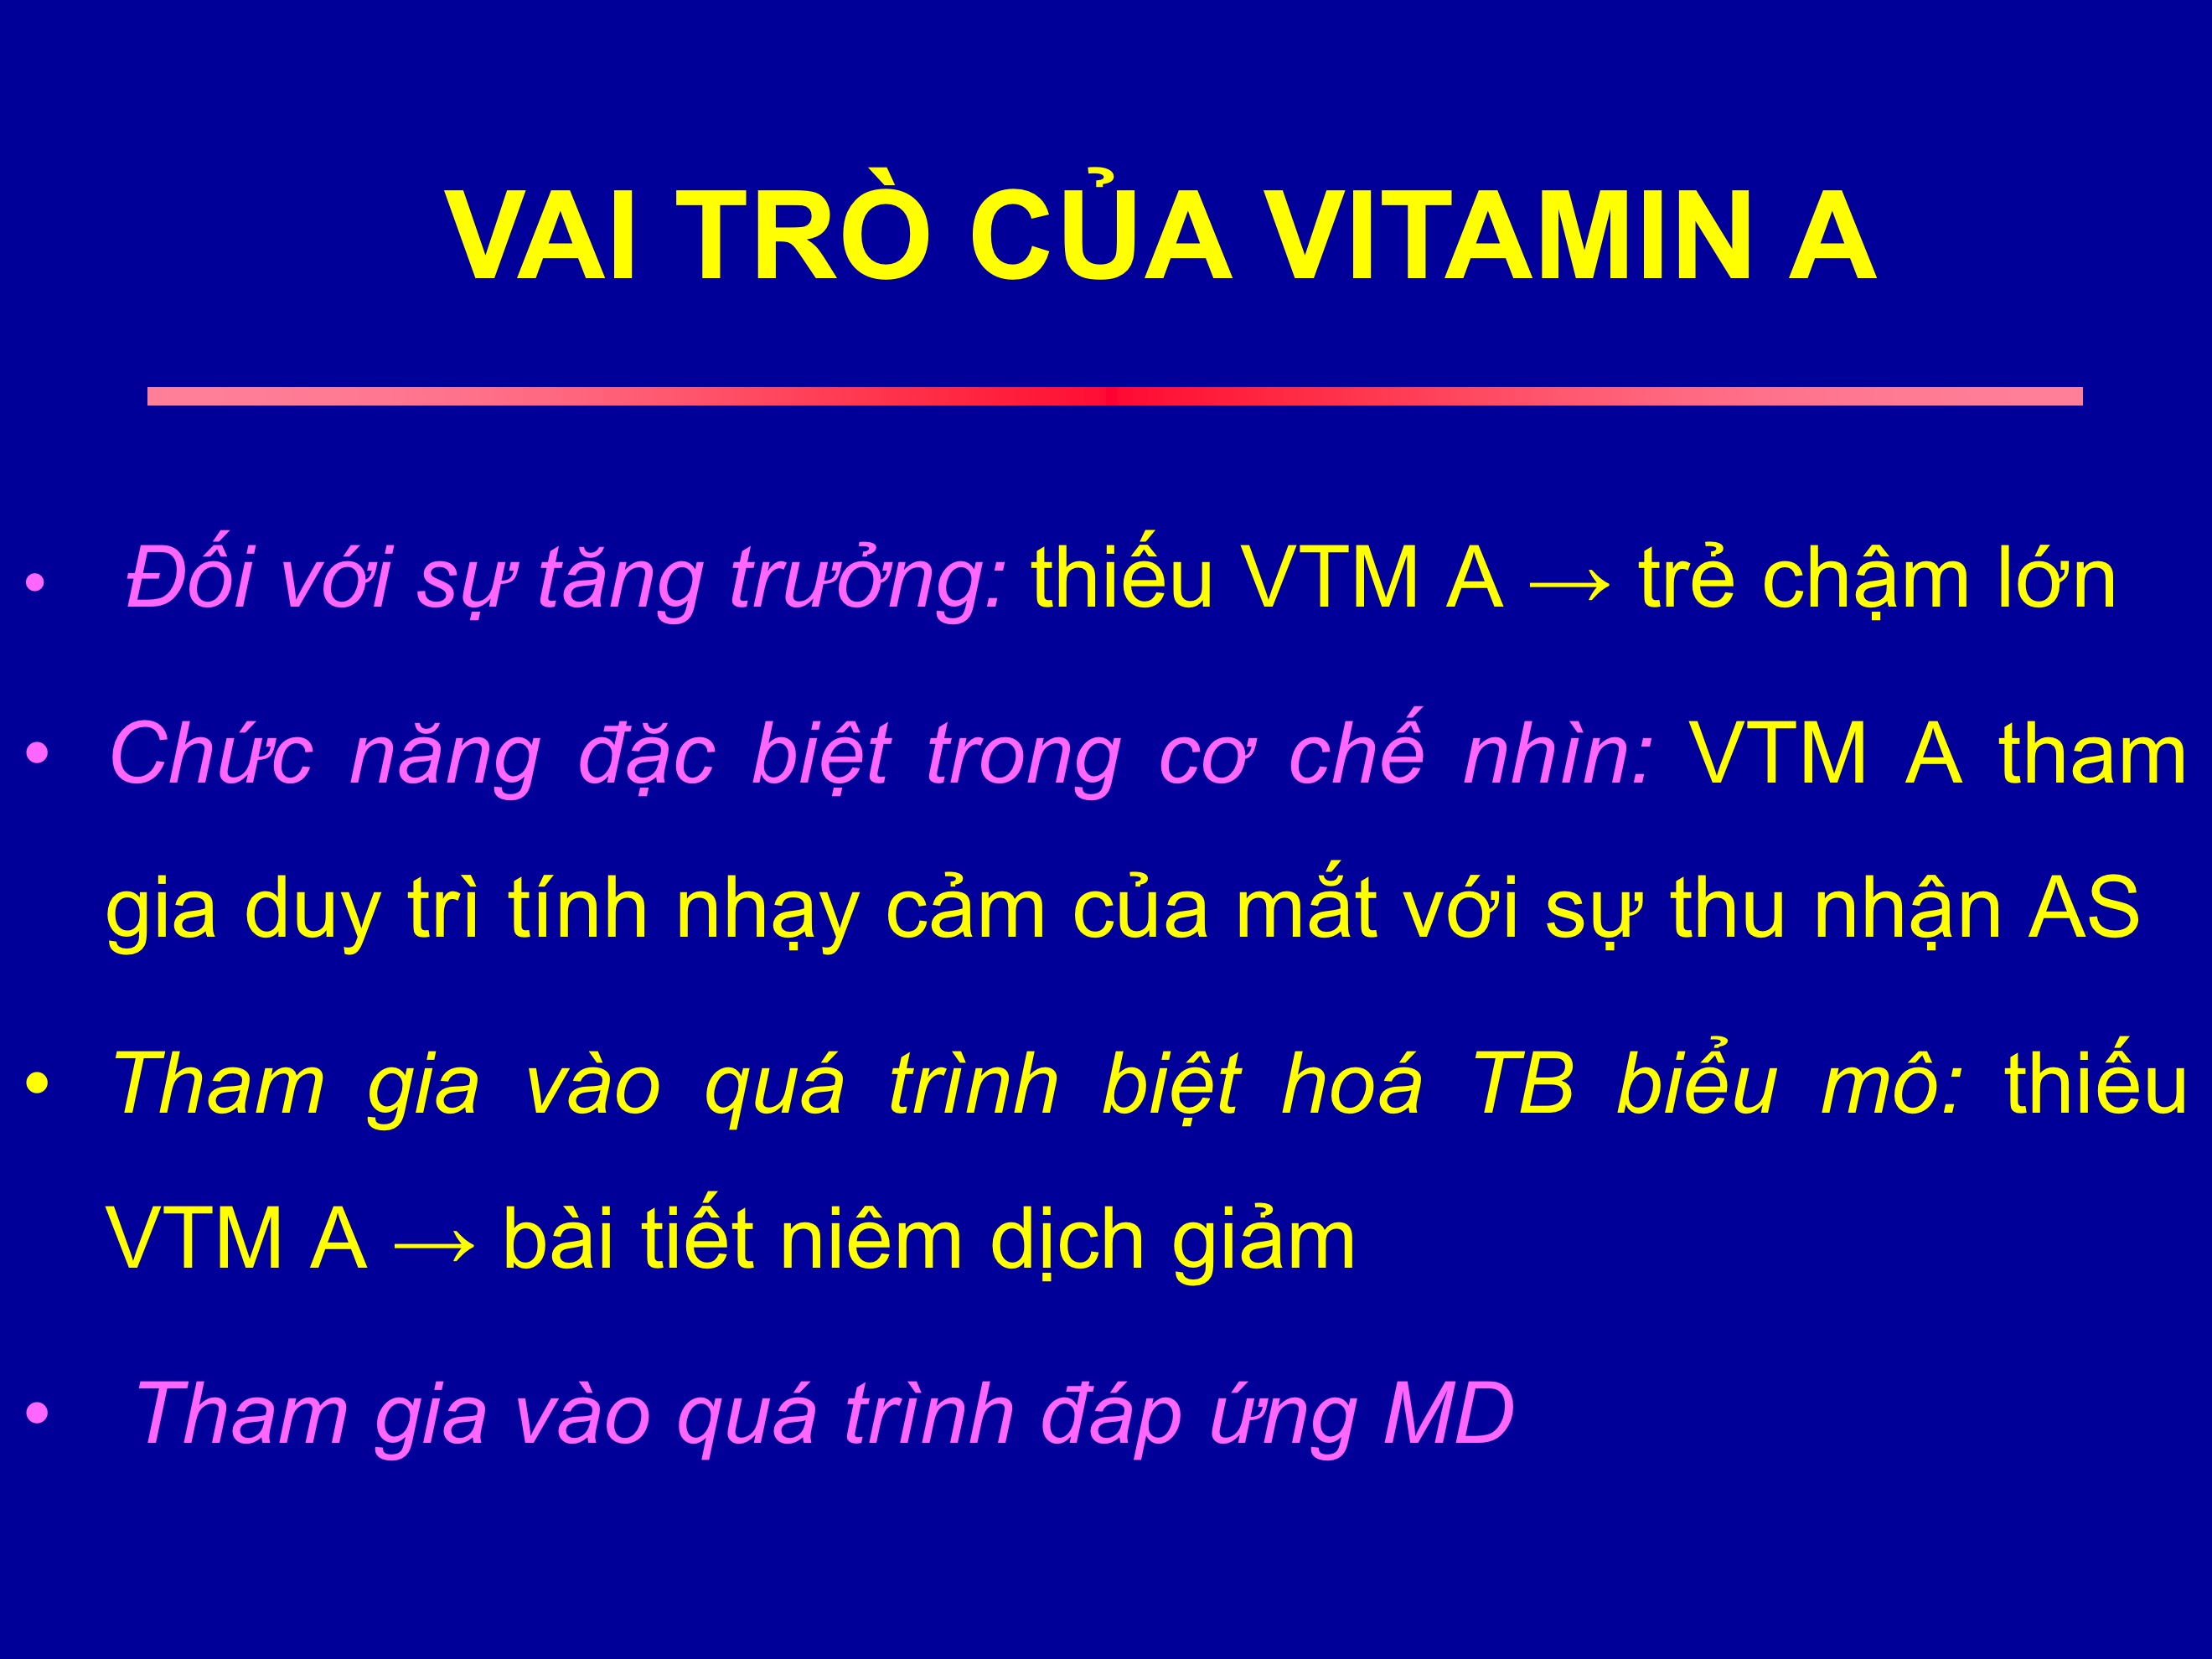 VAI TRÒ CỦA VITAMIN A
• Đối với sự tăng trưởng: thiếu VTM A → trẻ chậm lớn
• Chức năng đặc biệt trong cơ chế nhìn: VTM A tham
gia duy trì tính nhạy cảm của mắt với sự thu nhận AS
• Tham gia vào quá trình biệt hoá TB biểu mô: thiếu
VTM A → bài tiết niêm dịch giảm
• Tham gia vào quá trình đáp ứng MD